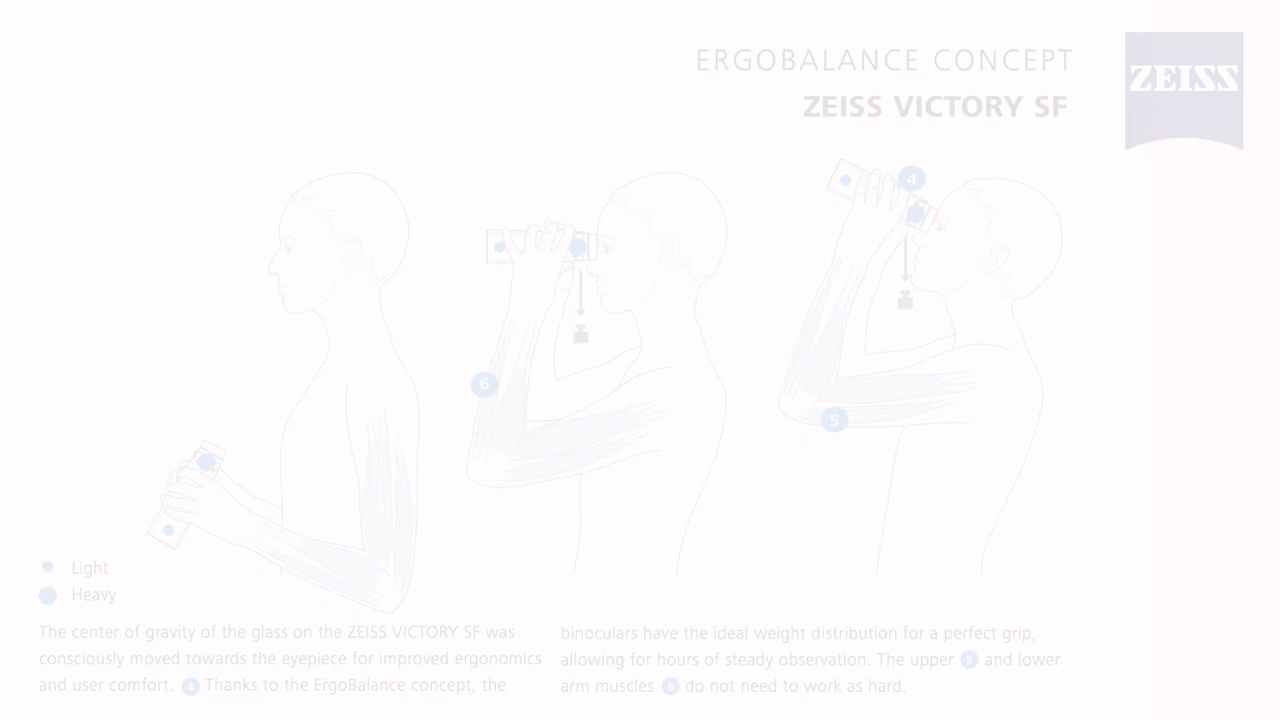 ERGOBALANCE CONCEPT
ZEISS VICTORY SF
ZEISS
4
6
5
Light
Heavy
The center of gravity of the glass on the ZEISS VICTORY SF was
consciously moved towards the eyepiece for improved ergonomics
and user comfort. 4 Thanks to the ErgoBalance concept, the
binoculars have the ideal weight distribution for a perfect grip,
allowing for hours of steady observation. The upper 5 and lower
arm muscles 6 do not need to work as hard.